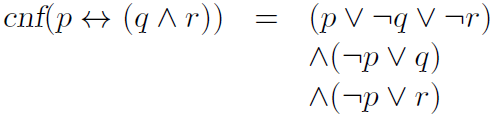 cnf(p ↔ (q ∧ r)) = (p ∨ ¬q ∨ ¬r)
∧(¬p ∨ q)
∧(¬p ∨ r)